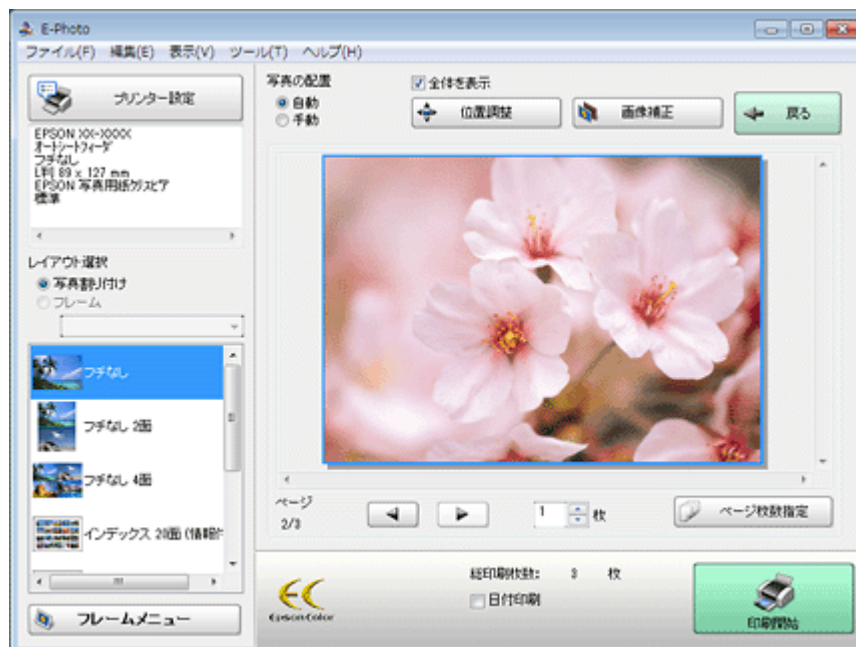 E-Photo
ファイル(F) 編集(E) 表示(V) ツール(T) ヘルプ(H)
プリンター設定
EPSON XX-XXXX
オートシートフィーダ
フチなし
L判 89 x 127 mm
EPSON 写真用紙クリスピア
標準
レイアウト選択
写真割り付け
フレーム
フチなし
フチなし 2面
フチなし 4面
インデックス 20面 (情報付
フレームメニュー
写真の配置
自動
手動
全体を表示
位置調整
画像補正
戻る
ページ
2/3
1 枚
ページ枚数指定
Epson Color
総印刷枚数: 3 枚
日付印刷
印刷開始